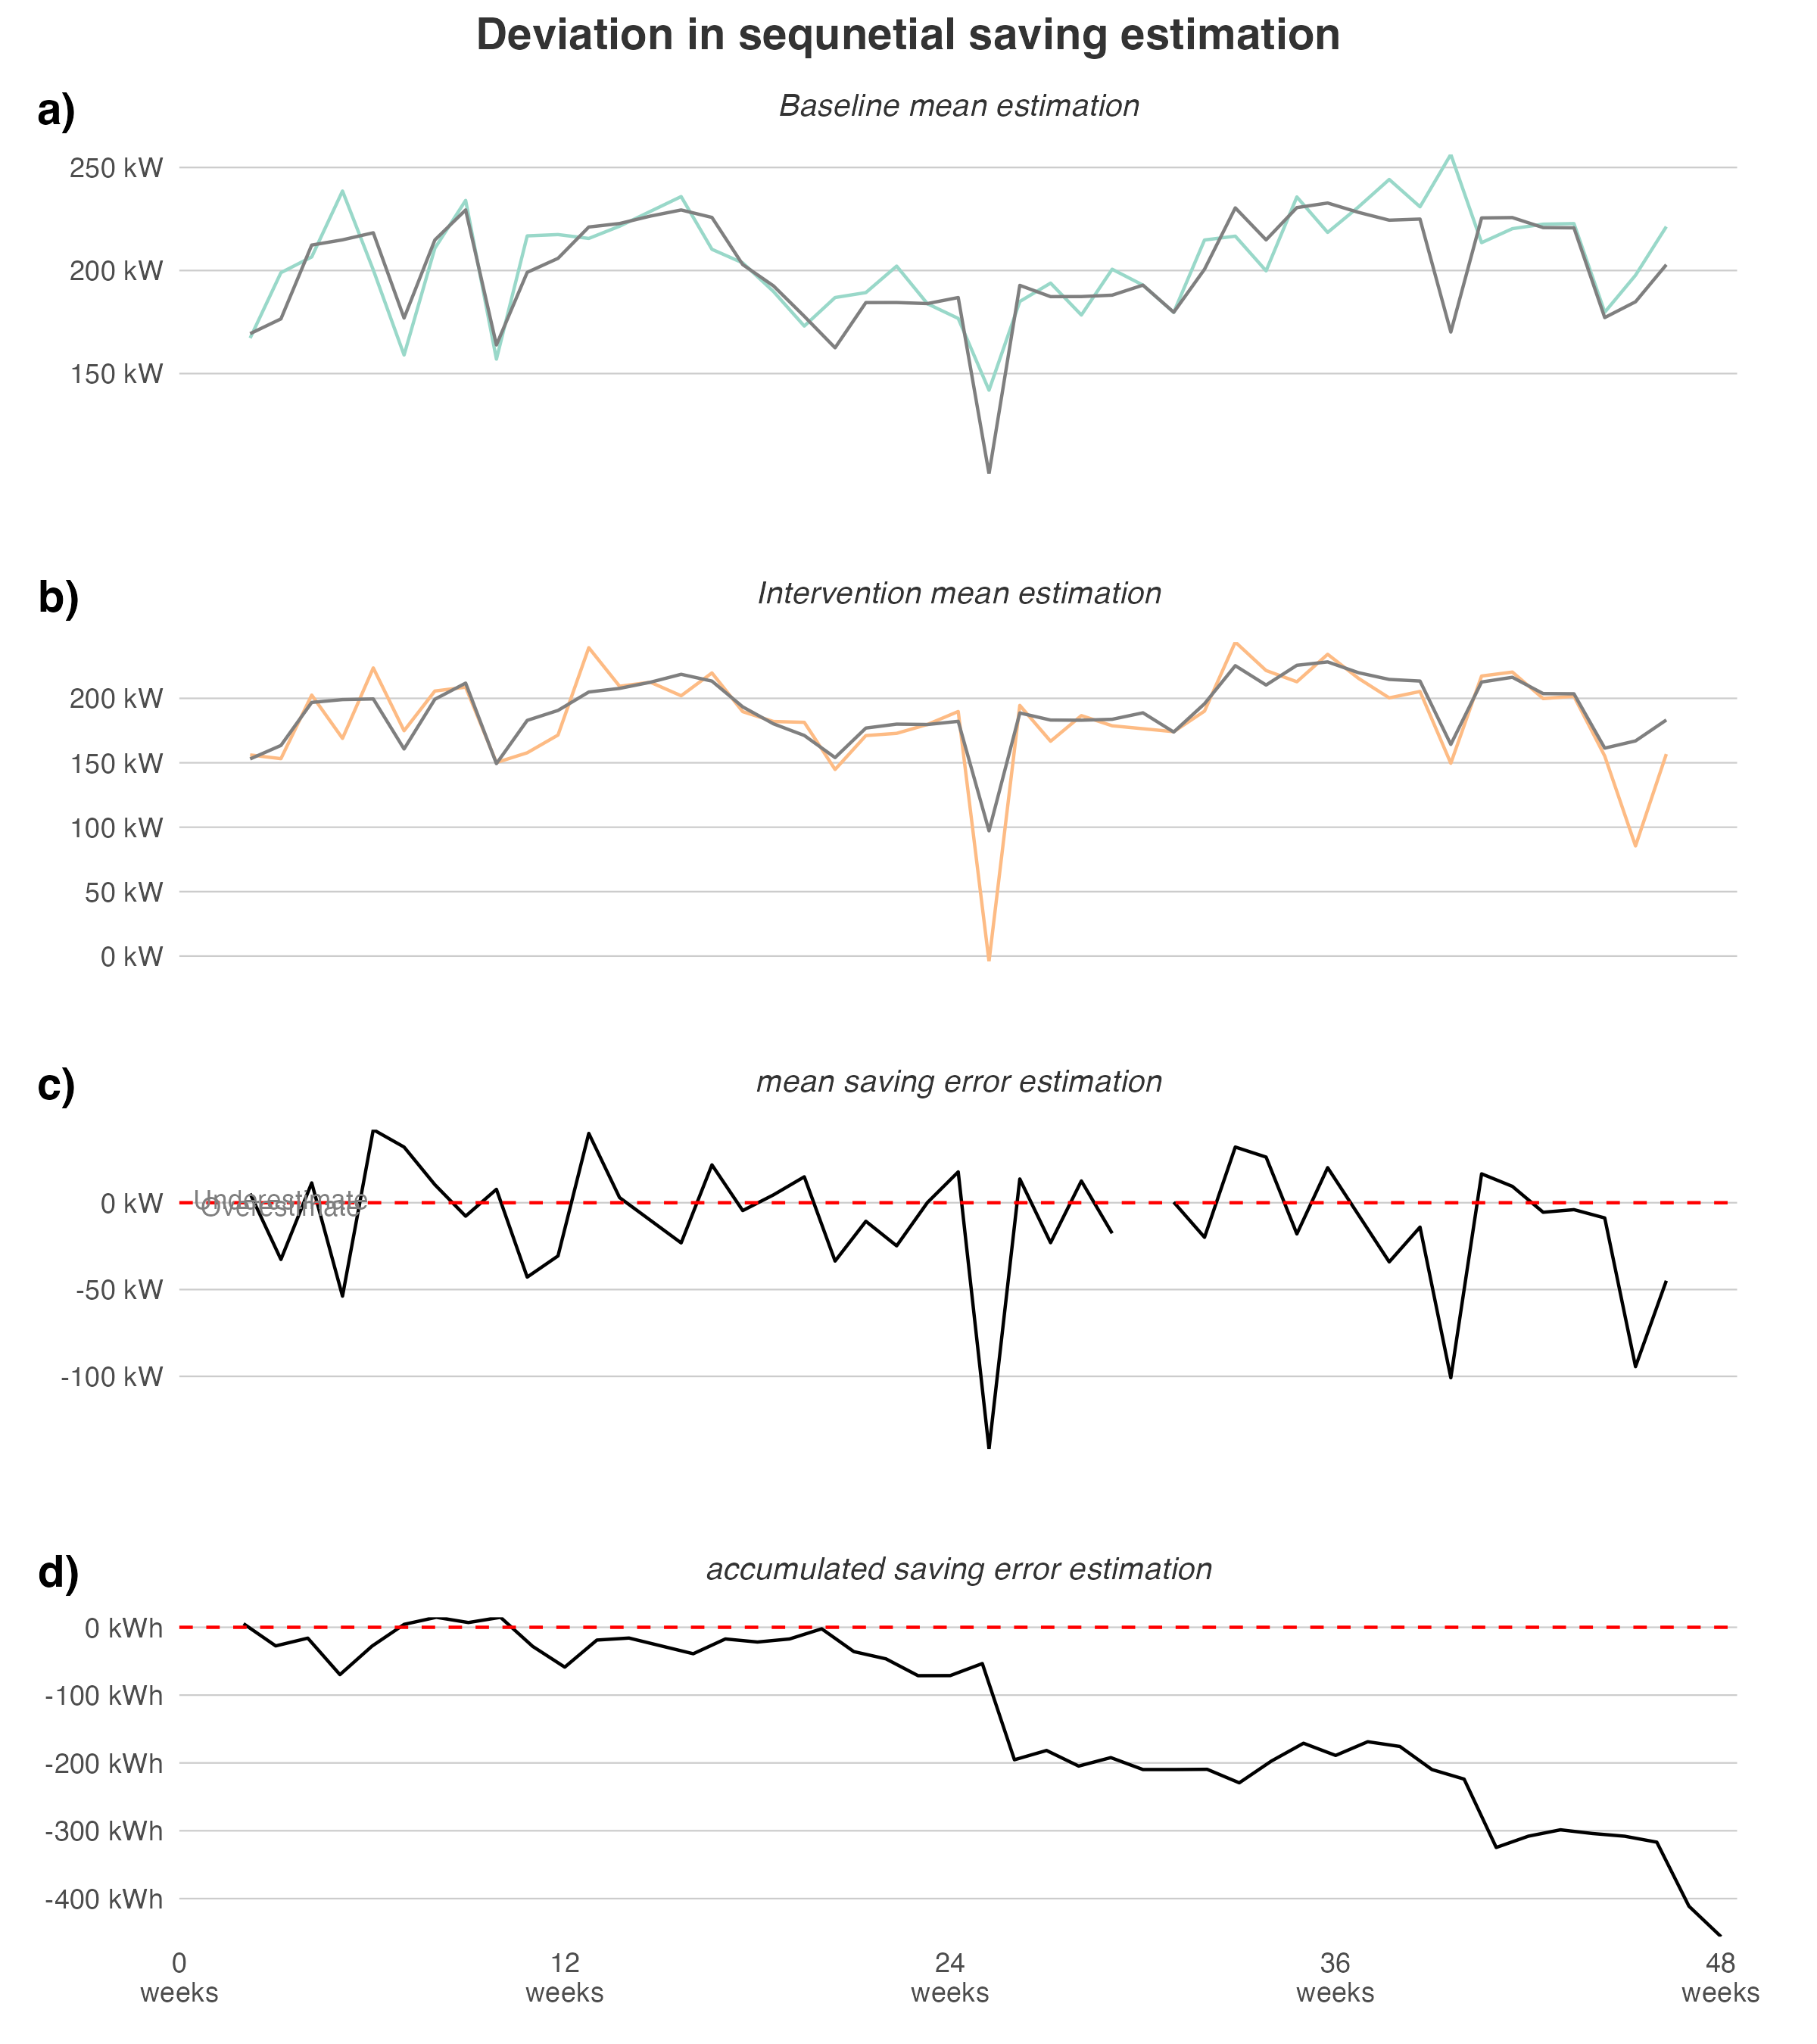 Deviation in sequnetial saving estimation
a)
Baseline mean estimation
250 kW
200 kW
150 kW
b)
Intervention mean estimation
200 kW
150 kW
100 kW
50 kW
0 kW
c)
mean saving error estimation
Underestimate
0 kW
Overestimate
-50 kW
-100 kW
d)
accumulated saving error estimation
0 kWh
-100 kWh
-200 kWh
-300 kWh
-400 kWh
0 12 24 36 48
weeks weeks weeks weeks weeks